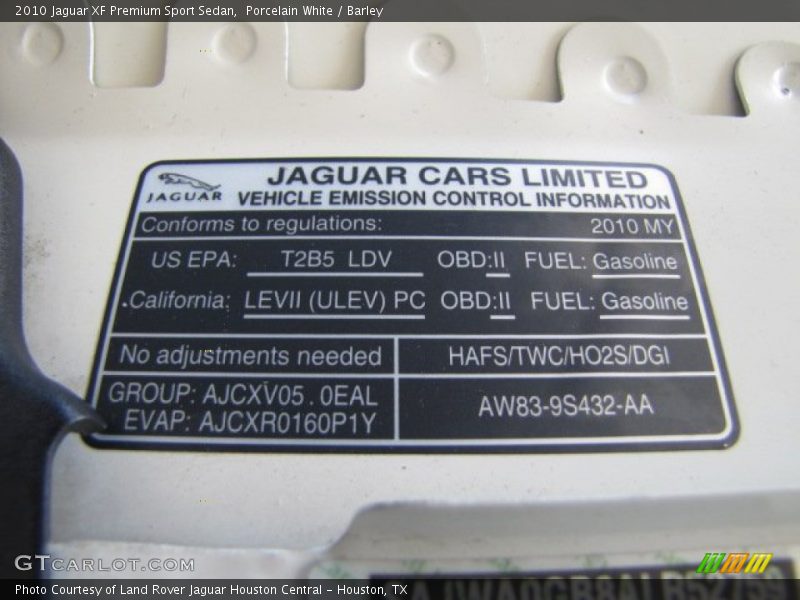 2010 Jaguar XF Premium Sport Sedan,  Porcelain White / Barley
JAGUAR
JAGUAR CARS LIMITED
VEHICLE EMISSION CONTROL INFORMATION
Conforms to regulations: 2010 MY
US EPA: T2B5 LDV OBD:II FUEL: Gasoline
California: LEVII (ULEV) PC OBD:II FUEL: Gasoline
No adjustments needed HAFS/TWC/HO2S/DGI
GROUP: AJCXV05.0EAL
EVAP: AJCXR0160P1Y
AW83-9S432-AA
GTCARLOT.COM
Photo Courtesy of Land Rover Jaguar Houston Central - Houston, TX